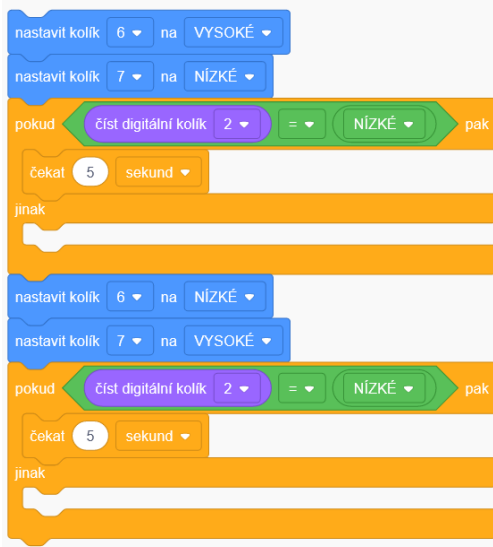 nastavit kolík 6 na VYSOKÉ
nastavit kolík 7 na NÍZKÉ
pokud číst digitální kolík 2 = NÍZKÉ pak
čekat 5 sekund
jinak
nastavit kolík 6 na NÍZKÉ
nastavit kolík 7 na VYSOKÉ
pokud číst digitální kolík 2 = NÍZKÉ pak
čekat 5 sekund
jinak